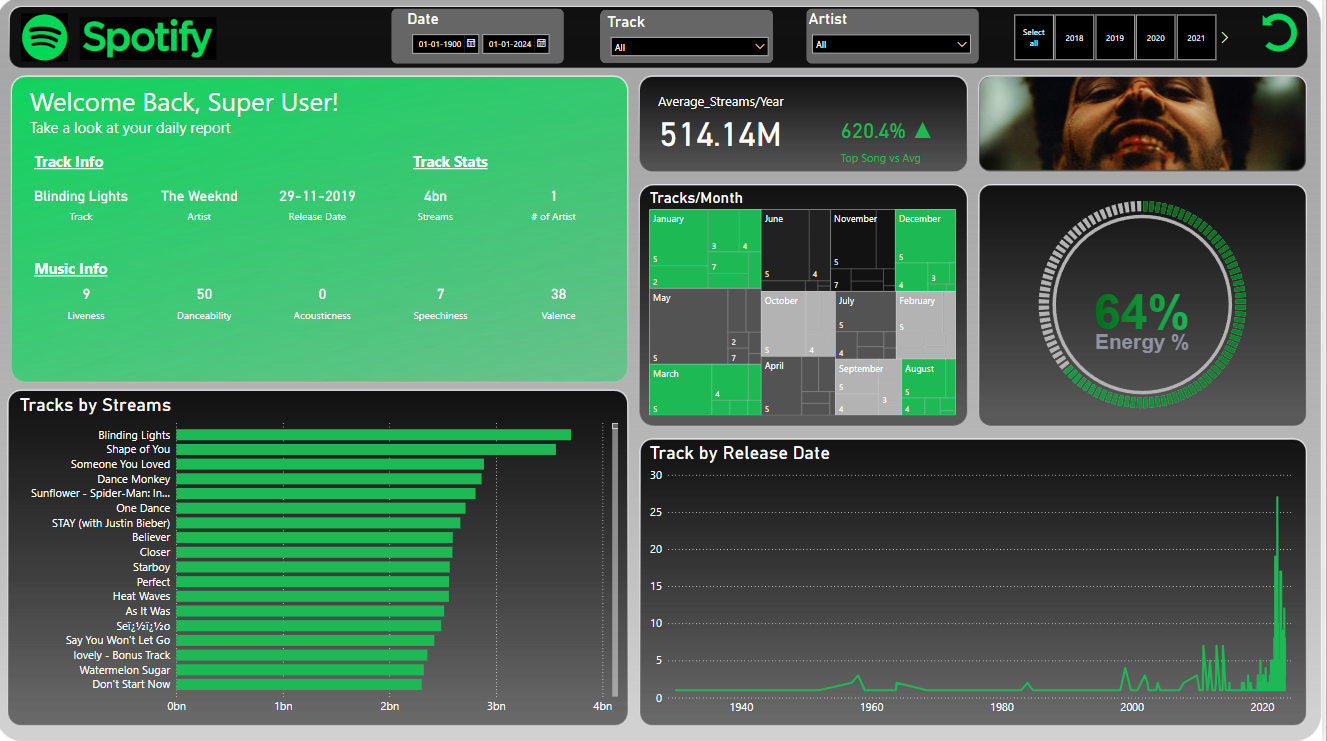 Spotify
Date
01-01-1900
01-01-2024
Track
All
Artist
All
Select all
2018
2019
2020
2021
Welcome Back, Super User!
Take a look at your daily report
Track Info
Track Stats
Blinding Lights
The Weeknd
29-11-2019
4bn
1
Track
Artist
Release Date
Streams
# of Artist
Music Info
9
50
0
7
38
Liveness
Danceability
Acousticness
Speechiness
Valence
Average_Streams/Year
514.14M
620.4%
Top Song vs Avg
Tracks/Month
January
3
4
5
7
2
June
5
4
November
5
7
December
5
4
3
May
2
5
7
October
5
4
July
5
4
February
5
March
4
5
April
5
September
5
4
3
August
5
4
64%
Energy %
Tracks by Streams
Blinding Lights
Shape of You
Someone You Loved
Dance Monkey
Sunflower - Spider-Man: In...
One Dance
STAY (with Justin Bieber)
Believer
Closer
Starboy
Perfect
Heat Waves
As It Was
Seï¿½ï¿½o
Say You Won't Let Go
lovely - Bonus Track
Watermelon Sugar
Don't Start Now
0bn
1bn
2bn
3bn
4bn
Track by Release Date
30
25
20
15
10
5
0
1940
1960
1980
2000
2020